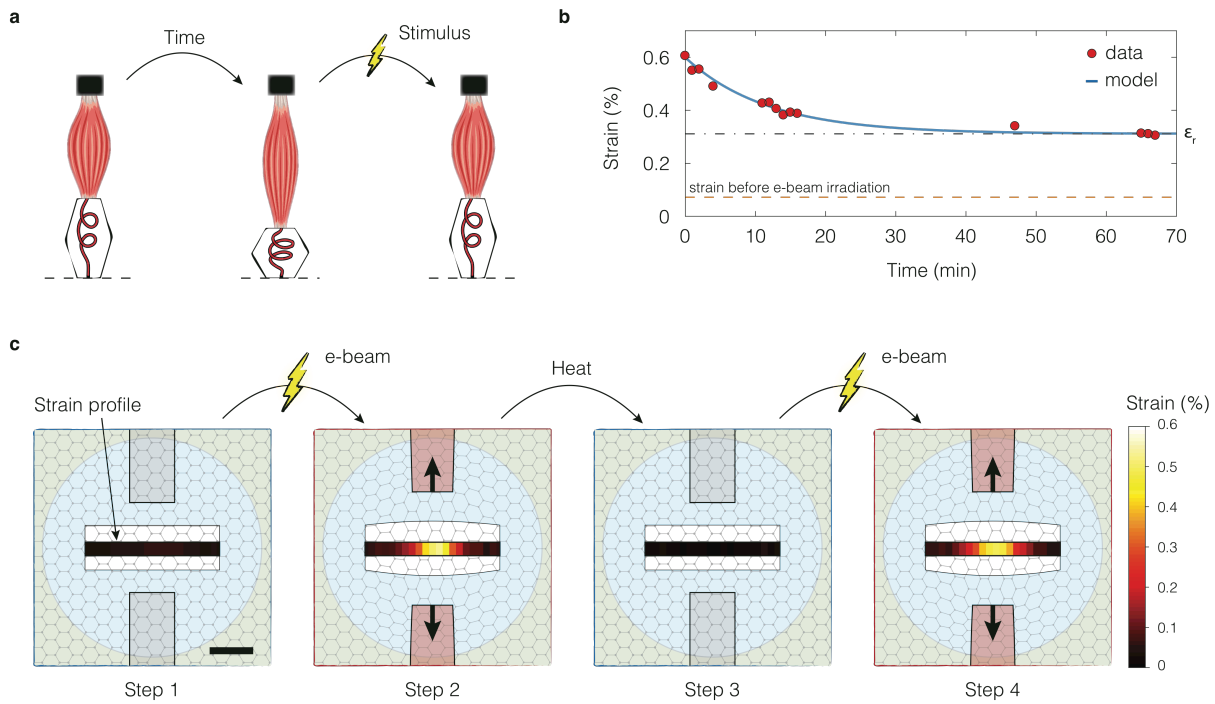 a
Time
Stimulus
b
Strain (%)
0.6
0.4
0.2
0
data
model
εr
strain before e-beam irradiation
0 10 20 30 40 50 60 70
Time (min)
c
e-beam
Heat
e-beam
Strain profile
Strain (%)
0.6
0.5
0.4
0.3
0.2
0.1
0
Step 1
Step 2
Step 3
Step 4